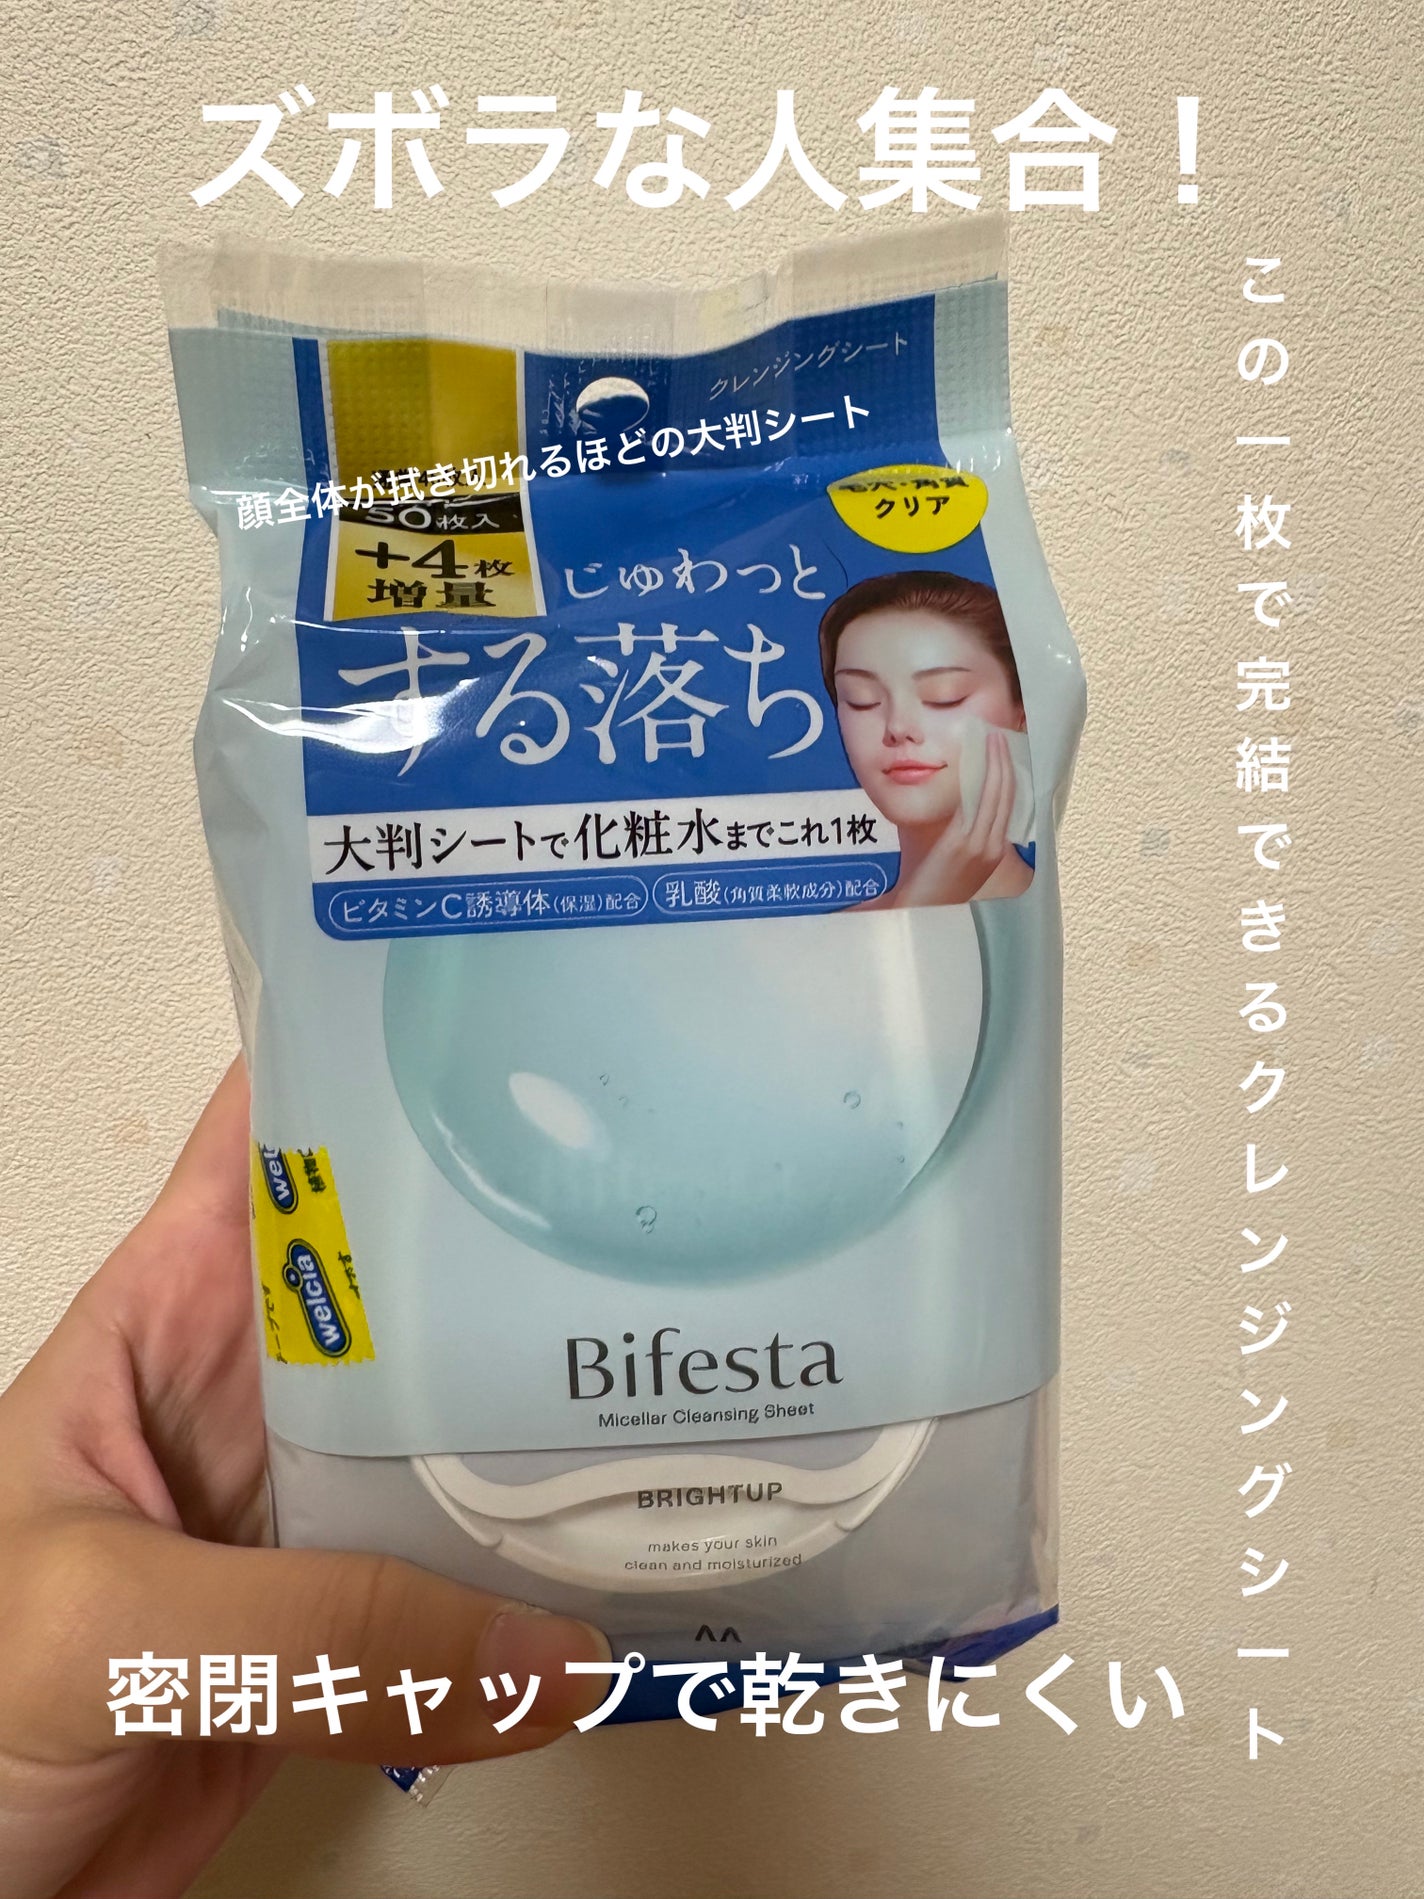 ズボラな人集合！
この一枚で完結できるクレンジングシート
クレンジングシート
顔全体が拭き切れるほどの大判シート
50枚入
+4枚
増量
毛穴・角質
クリア
じゅわっと
する落ち
大判シートで化粧水までこれ1枚
ビタミンC誘導体(保湿)配合
乳酸(角質柔軟成分)配合
welcia
Bifesta
Micellar Cleansing Sheet
BRIGHTUP
makes your skin
clean and moisturized
密閉キャップで乾きにくい